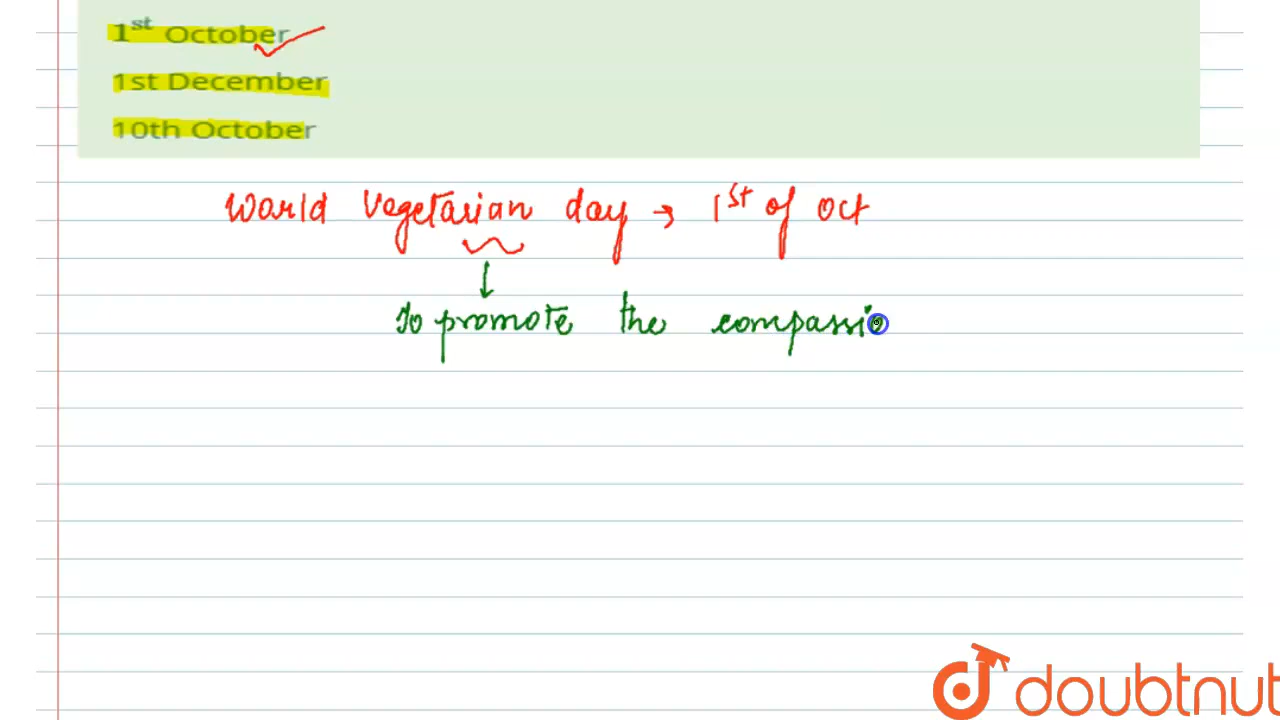 1st October
1st December
10th October
World Vegetarian day → 1st of oct
To promote the compassio
doubtnut